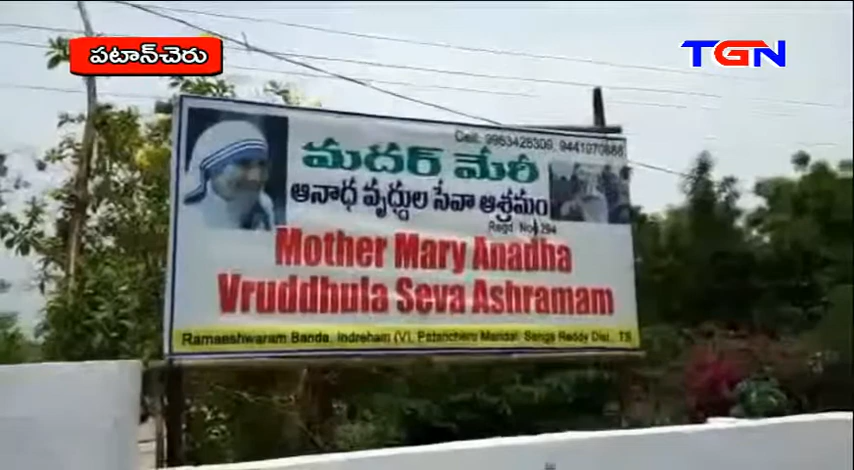 పటాన్‌చెరు
TGN
Cell: 9963428309, 9441070888
మదర్ మేరీ
అనాధ వృద్ధుల సేవా ఆశ్రమం
Regd. No. 294
Mother Mary Anadha
Vruddhula Seva Ashramam
Ramaeshwaram Banda, Indreham (V), Patancheru Mandal, Sanga Reddy Dist., TS